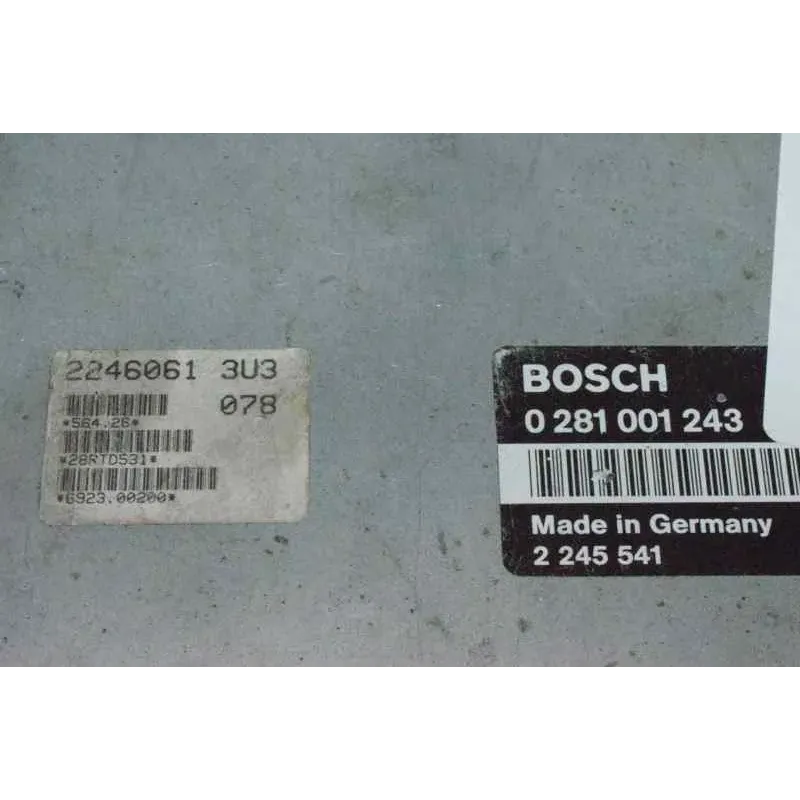 2246061 3U3
078
*564.26*
*28RTD531*
*6923.00200*
BOSCH
0 281 001 243
Made in Germany
2 245 541